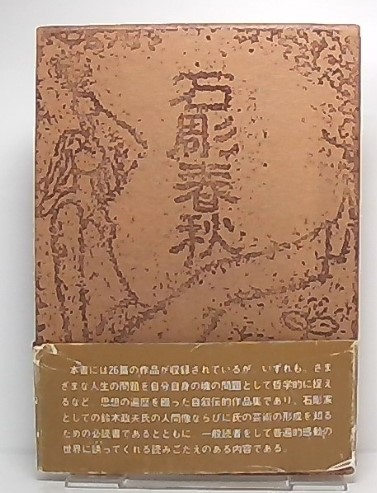 石彫春秋
本書には26篇の作品が収録されているが いずれも、さま
ざまな人生の問題を自分自身の魂の問題として哲学的に捉え
るなど 思想の遍歴を綴った自叙伝的作品集であり、石彫家
としての鈴木政夫氏の人間像ならびに氏の芸術の形成を知る
ための必読書であるとともに 一般読者をして普遍的感動の
世界に誘ってくれる読みごたえのある内容である。